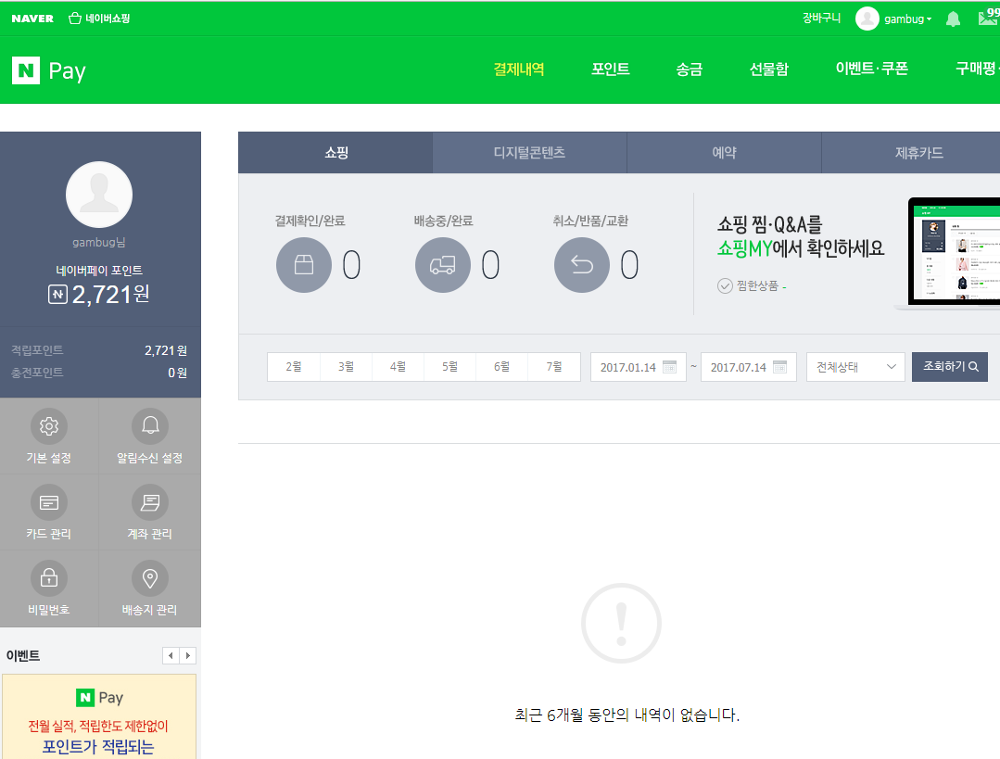 NAVER 네이버쇼핑
장바구니 gambug 99
N Pay
결제내역 포인트 송금 선물함 이벤트·쿠폰 구매평
gambug님
네이버페이 포인트
N 2,721원
적립포인트 2,721 원
충전포인트 0 원
기본 설정 알림수신 설정
카드 관리 계좌 관리
비밀번호 배송지 관리
이벤트
N Pay
전월 실적, 적립한도 제한없이
포인트가 적립되는
쇼핑 디지털콘텐츠 예약 제휴카드
결제확인/완료 배송중/완료 취소/반품/교환
0 0 0
쇼핑 찜·Q&A를
쇼핑MY에서 확인하세요
찜한상품 -
2월 3월 4월 5월 6월 7월 2017.01.14 ~ 2017.07.14 전체상태 조회하기
최근 6개월 동안의 내역이 없습니다.